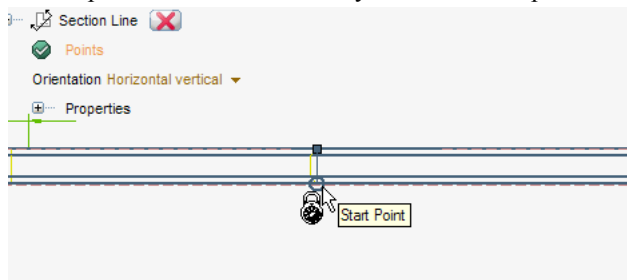 Section Line
Points
Orientation Horizontal vertical
Properties
Start Point